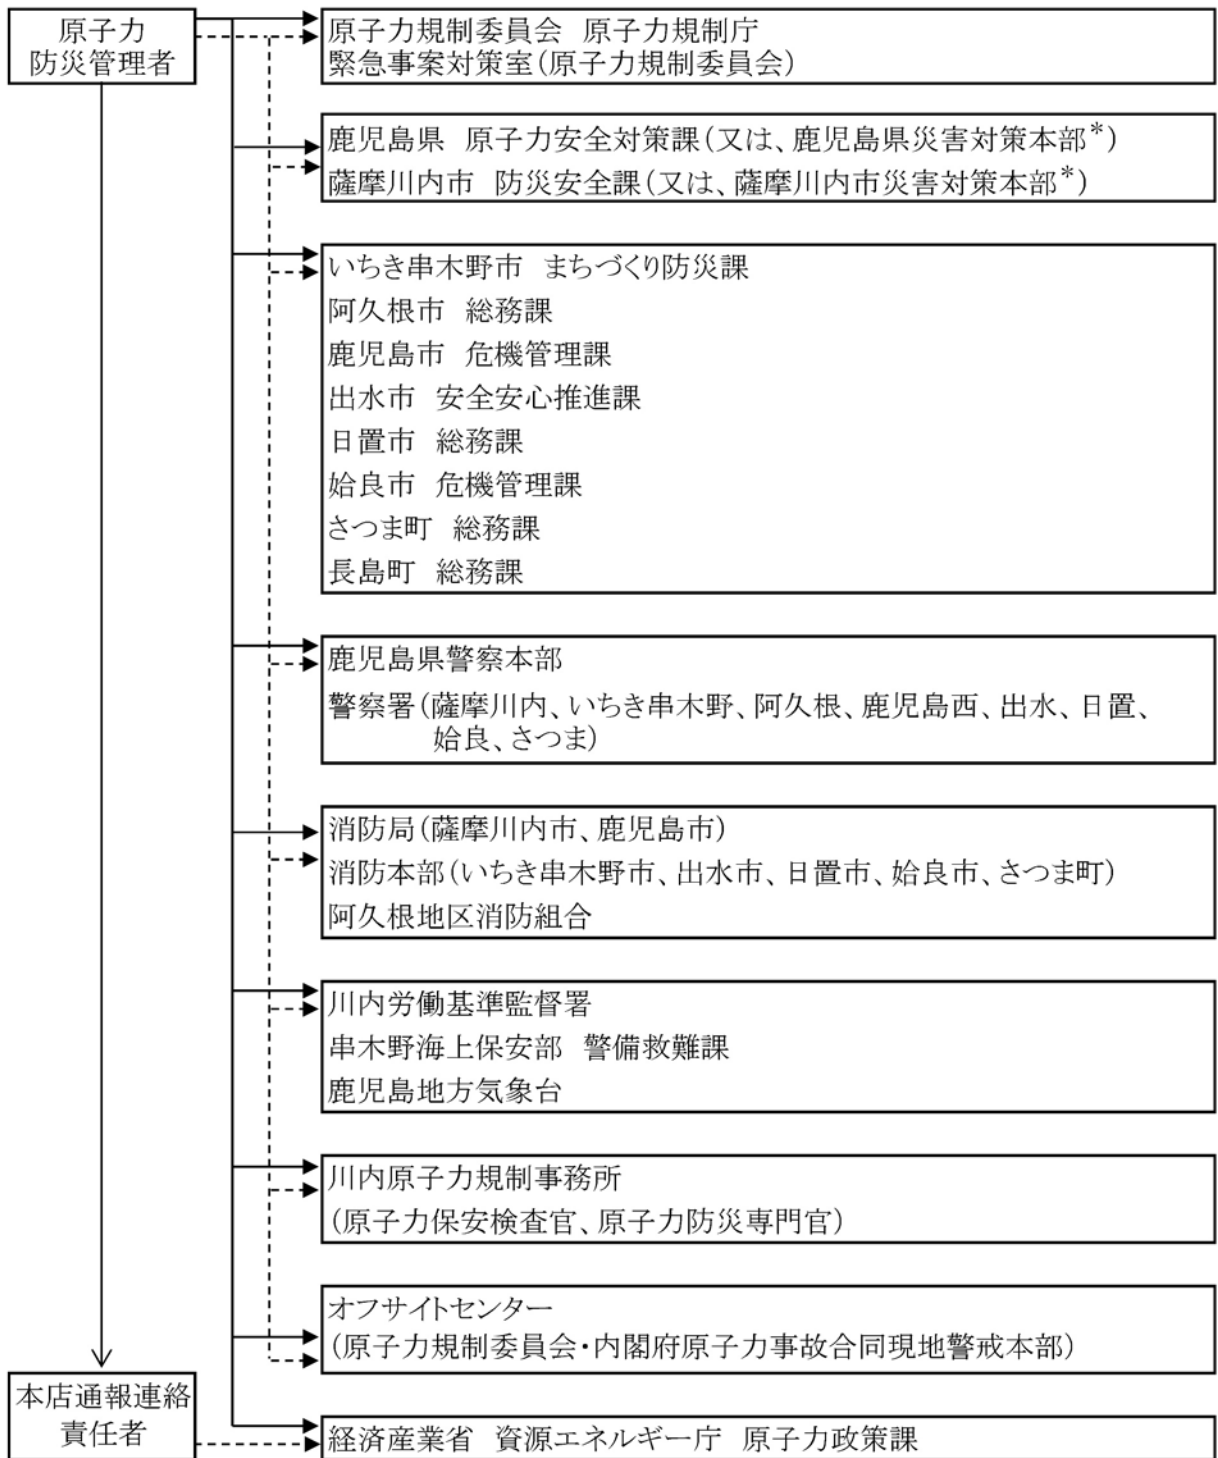 原子力
防災管理者
原子力規制委員会　原子力規制庁
緊急事案対策室(原子力規制委員会)
鹿児島県　原子力安全対策課(又は、鹿児島県災害対策本部*)
薩摩川内市　防災安全課(又は、薩摩川内市災害対策本部*)
いちき串木野市　まちづくり防災課
阿久根市　総務課
鹿児島市　危機管理課
出水市　安全安心推進課
日置市　総務課
姶良市　危機管理課
さつま町　総務課
長島町　総務課
鹿児島県警察本部
警察署(薩摩川内、いちき串木野、阿久根、鹿児島西、出水、日置、
姶良、さつま)
消防局(薩摩川内市、鹿児島市)
消防本部(いちき串木野市、出水市、日置市、姶良市、さつま町)
阿久根地区消防組合
川内労働基準監督署
串木野海上保安部　警備救難課
鹿児島地方気象台
川内原子力規制事務所
(原子力保安検査官、原子力防災専門官)
オフサイトセンター
(原子力規制委員会・内閣府原子力事故合同現地警戒本部)
本店通報連絡
責任者
経済産業省　資源エネルギー庁　原子力政策課